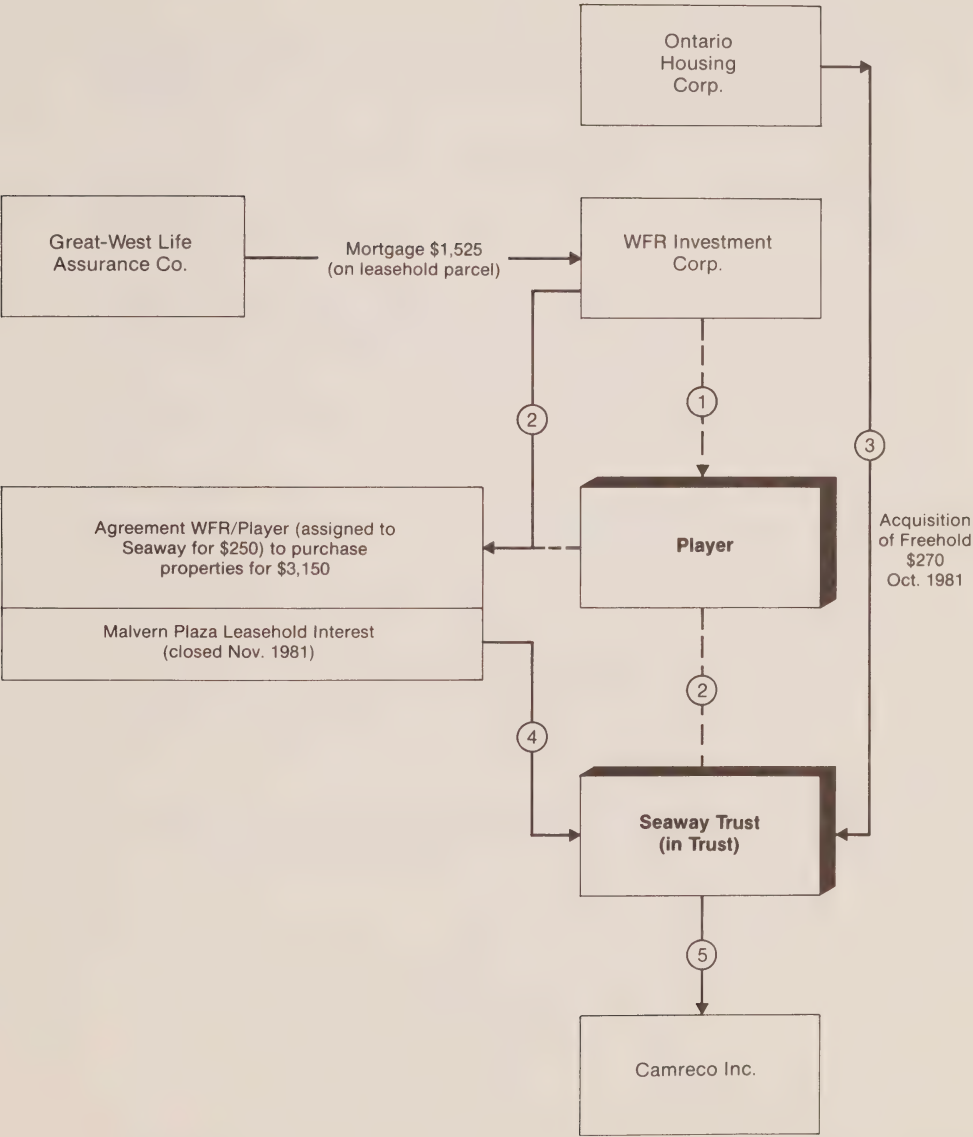 Ontario
Housing
Corp.
Great-West Life
Assurance Co.
Mortgage $1,525
(on leasehold parcel)
WFR Investment
Corp.
1
2
3
Agreement WFR/Player (assigned to
Seaway for $250) to purchase
properties for $3,150
Player
Acquisition
of Freehold
$270
Oct. 1981
Malvern Plaza Leasehold Interest
(closed Nov. 1981)
2
4
Seaway Trust
(in Trust)
5
Camreco Inc.